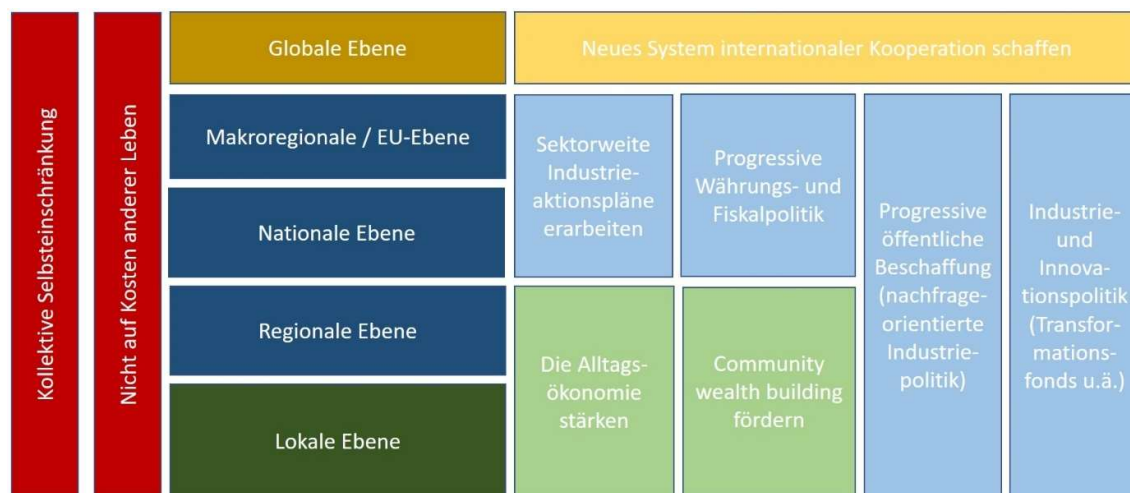 Kollektive Selbsteinschränkung
Nicht auf Kosten anderer Leben
Globale Ebene
Neues System internationaler Kooperation schaffen
Makroregionale / EU-Ebene
Nationale Ebene
Regionale Ebene
Lokale Ebene
Sektorweite
Industrie-
aktionspläne
erarbeiten
Progressive
Währungs- und
Fiskalpolitik
Die Alltags-
ökonomie
stärken
Community
wealth building
fördern
Progressive
öffentliche
Beschaffung
(nachfrage-
orientierte
Industrie-
politik)
Industrie-
und
Innova-
tionspolitik
(Transfor-
mations-
fonds u.ä.)